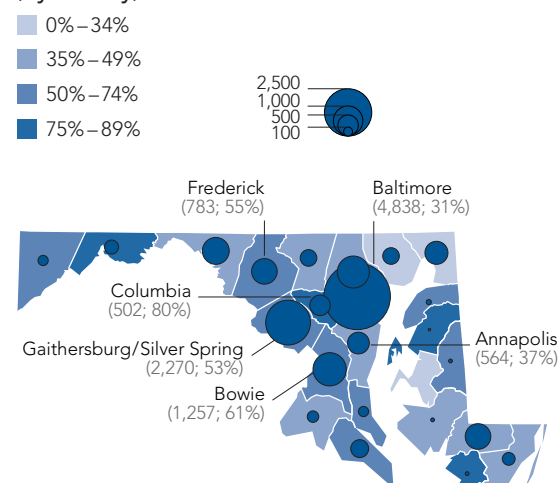 0%–34%
35%–49%
50%–74%
75%–89%
2,500
1,000
500
100
Frederick
(783; 55%)
Baltimore
(4,838; 31%)
Columbia
(502; 80%)
Gaithersburg/Silver Spring
(2,270; 53%)
Annapolis
(564; 37%)
Bowie
(1,257; 61%)